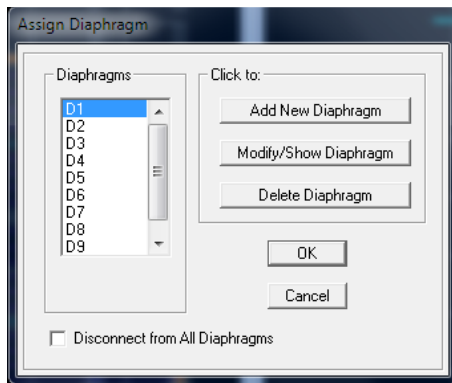 Assign Diaphragm
Diaphragms
D1
D2
D3
D4
D5
D6
D7
D8
D9
Click to:
Add New Diaphragm
Modify/Show Diaphragm
Delete Diaphragm
OK
Cancel
Disconnect from All Diaphragms